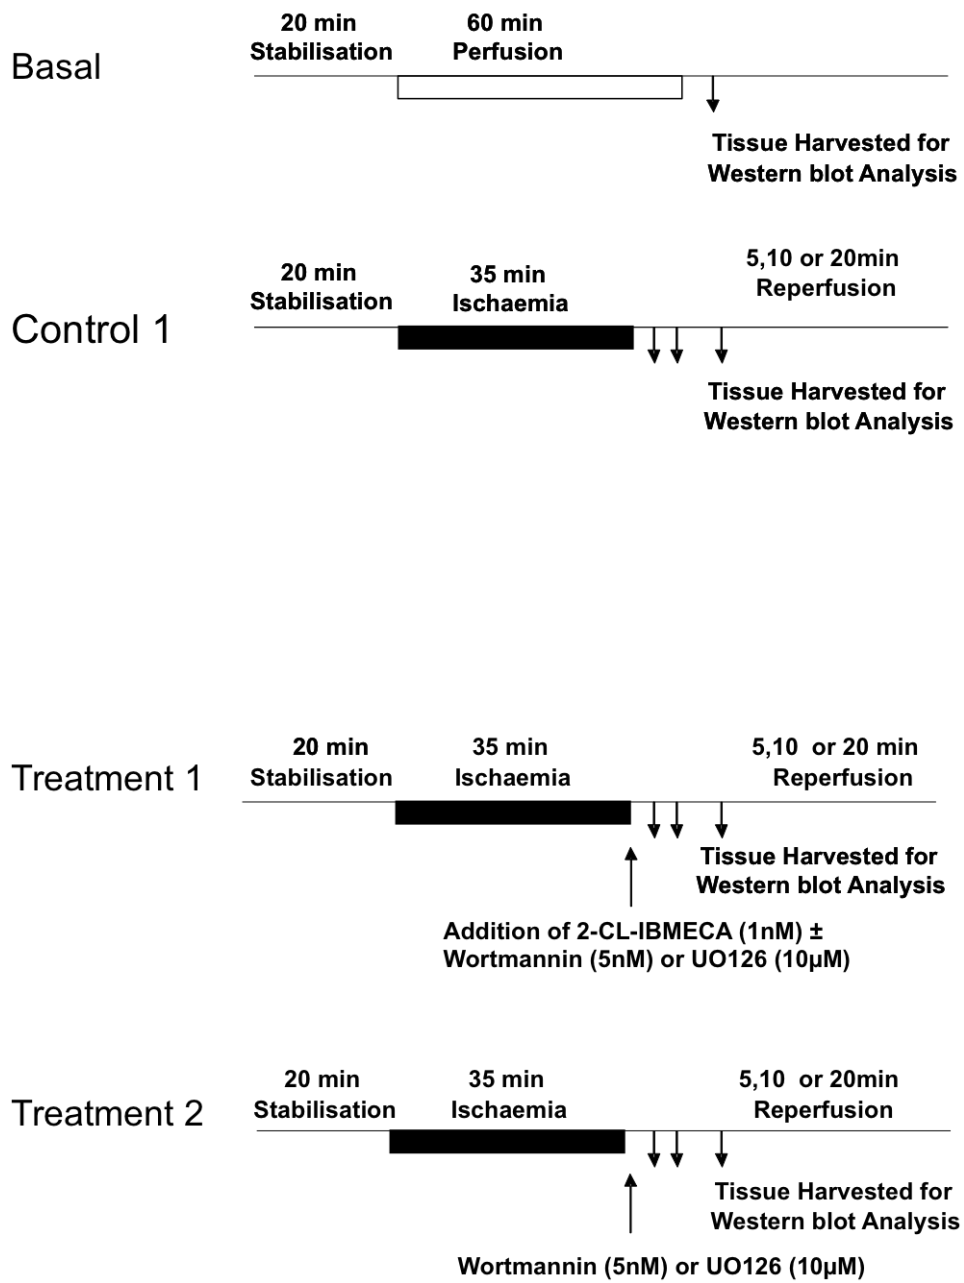 Basal
20 min
Stabilisation
60 min
Perfusion
Tissue Harvested for
Western blot Analysis
Control 1
20 min
Stabilisation
35 min
Ischaemia
5,10 or 20min
Reperfusion
Tissue Harvested for
Western blot Analysis
Treatment 1
20 min
Stabilisation
35 min
Ischaemia
5,10 or 20 min
Reperfusion
Tissue Harvested for
Western blot Analysis
Addition of 2-CL-IBMECA (1nM) ±
Wortmannin (5nM) or UO126 (10µM)
Treatment 2
20 min
Stabilisation
35 min
Ischaemia
5,10 or 20min
Reperfusion
Tissue Harvested for
Western blot Analysis
Wortmannin (5nM) or UO126 (10µM)